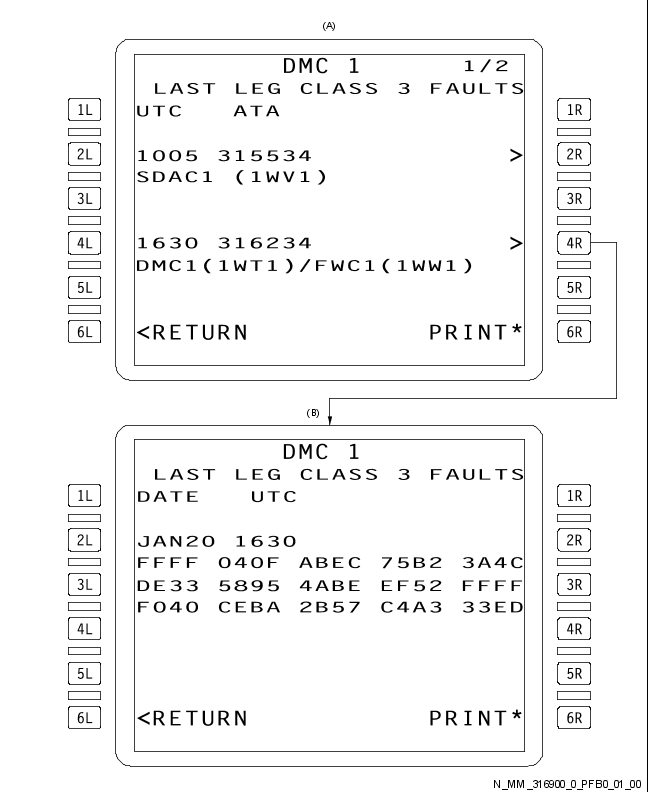 (A)
DMC 1 1/2
LAST LEG CLASS 3 FAULTS
1L UTC ATA 1R
2L 1005 315534 > 2R
SDAC1 (1WV1)
3L 3R
4L 1630 316234 > 4R
DMC1(1WT1)/FWC1(1WW1)
5L 5R
6L <RETURN PRINT* 6R
(B)
DMC 1
LAST LEG CLASS 3 FAULTS
1L DATE UTC 1R
2L JAN20 1630 2R
FFFF 040F ABEC 75B2 3A4C
3L DE33 5895 4ABE EF52 FFFF 3R
F040 CEBA 2B57 C4A3 33ED
4L 4R
5L 5R
6L <RETURN PRINT* 6R
N_MM_316900_0_PFB0_01_00